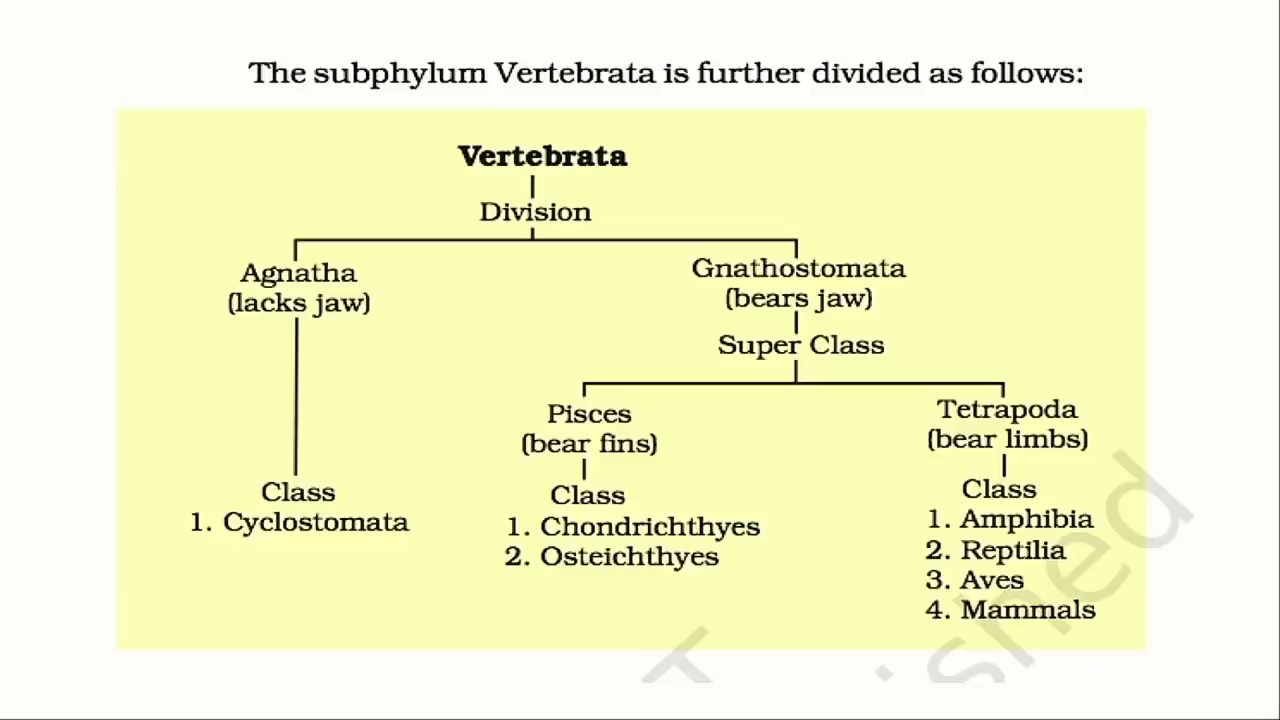 The subphylum Vertebrata is further divided as follows:
Vertebrata
Division
Agnatha
(lacks jaw)
Class
1. Cyclostomata
Gnathostomata
(bears jaw)
Super Class
Pisces
(bear fins)
Class
1. Chondrichthyes
2. Osteichthyes
Tetrapoda
(bear limbs)
Class
1. Amphibia
2. Reptilia
3. Aves
4. Mammals